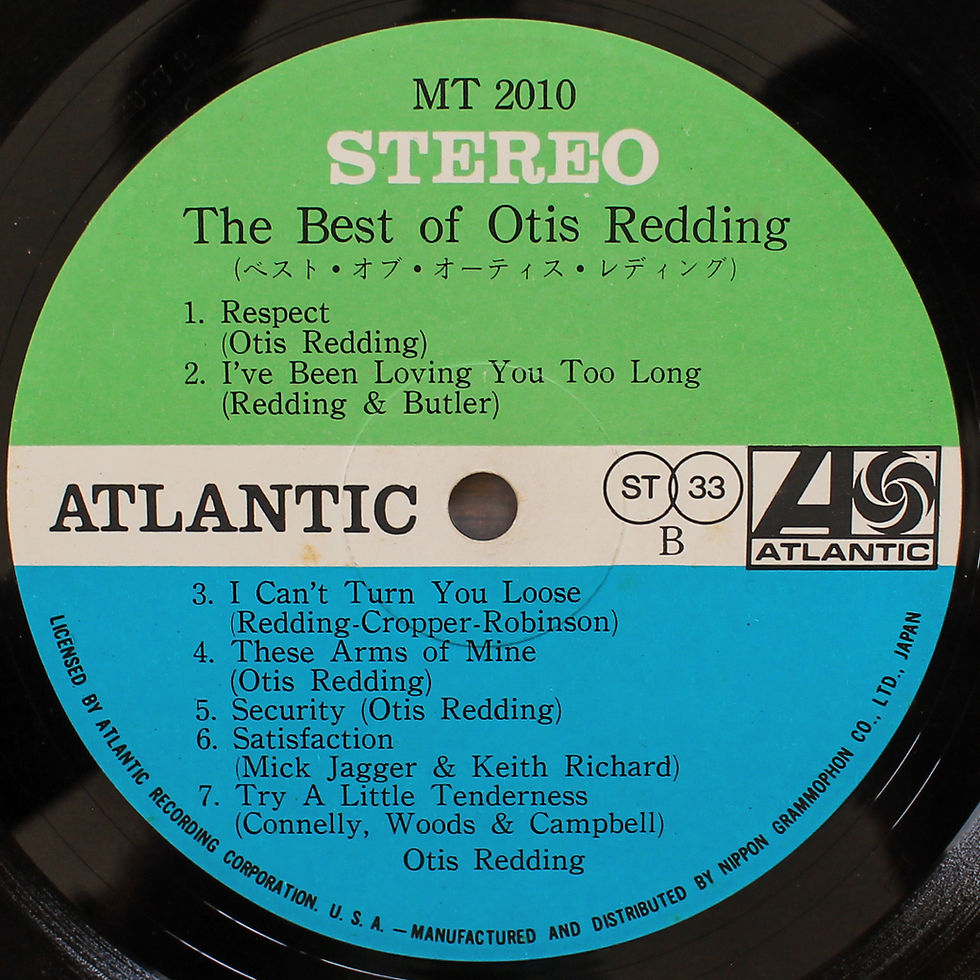 MT 2010
STEREO
The Best of Otis Redding
(ベスト・オブ・オーティス・レディング)
1. Respect
(Otis Redding)
2. I've Been Loving You Too Long
(Redding & Butler)
ATLANTIC
ST 33
B
ATLANTIC
3. I Can't Turn You Loose
(Redding-Cropper-Robinson)
4. These Arms of Mine
(Otis Redding)
5. Security (Otis Redding)
6. Satisfaction
(Mick Jagger & Keith Richard)
7. Try A Little Tenderness
(Connelly, Woods & Campbell)
Otis Redding
LICENSED BY ATLANTIC RECORDING CORPORATION. U. S. A. — MANUFACTURED AND DISTRIBUTED BY NIPPON GRAMMOPHON CO., LTD., JAPAN